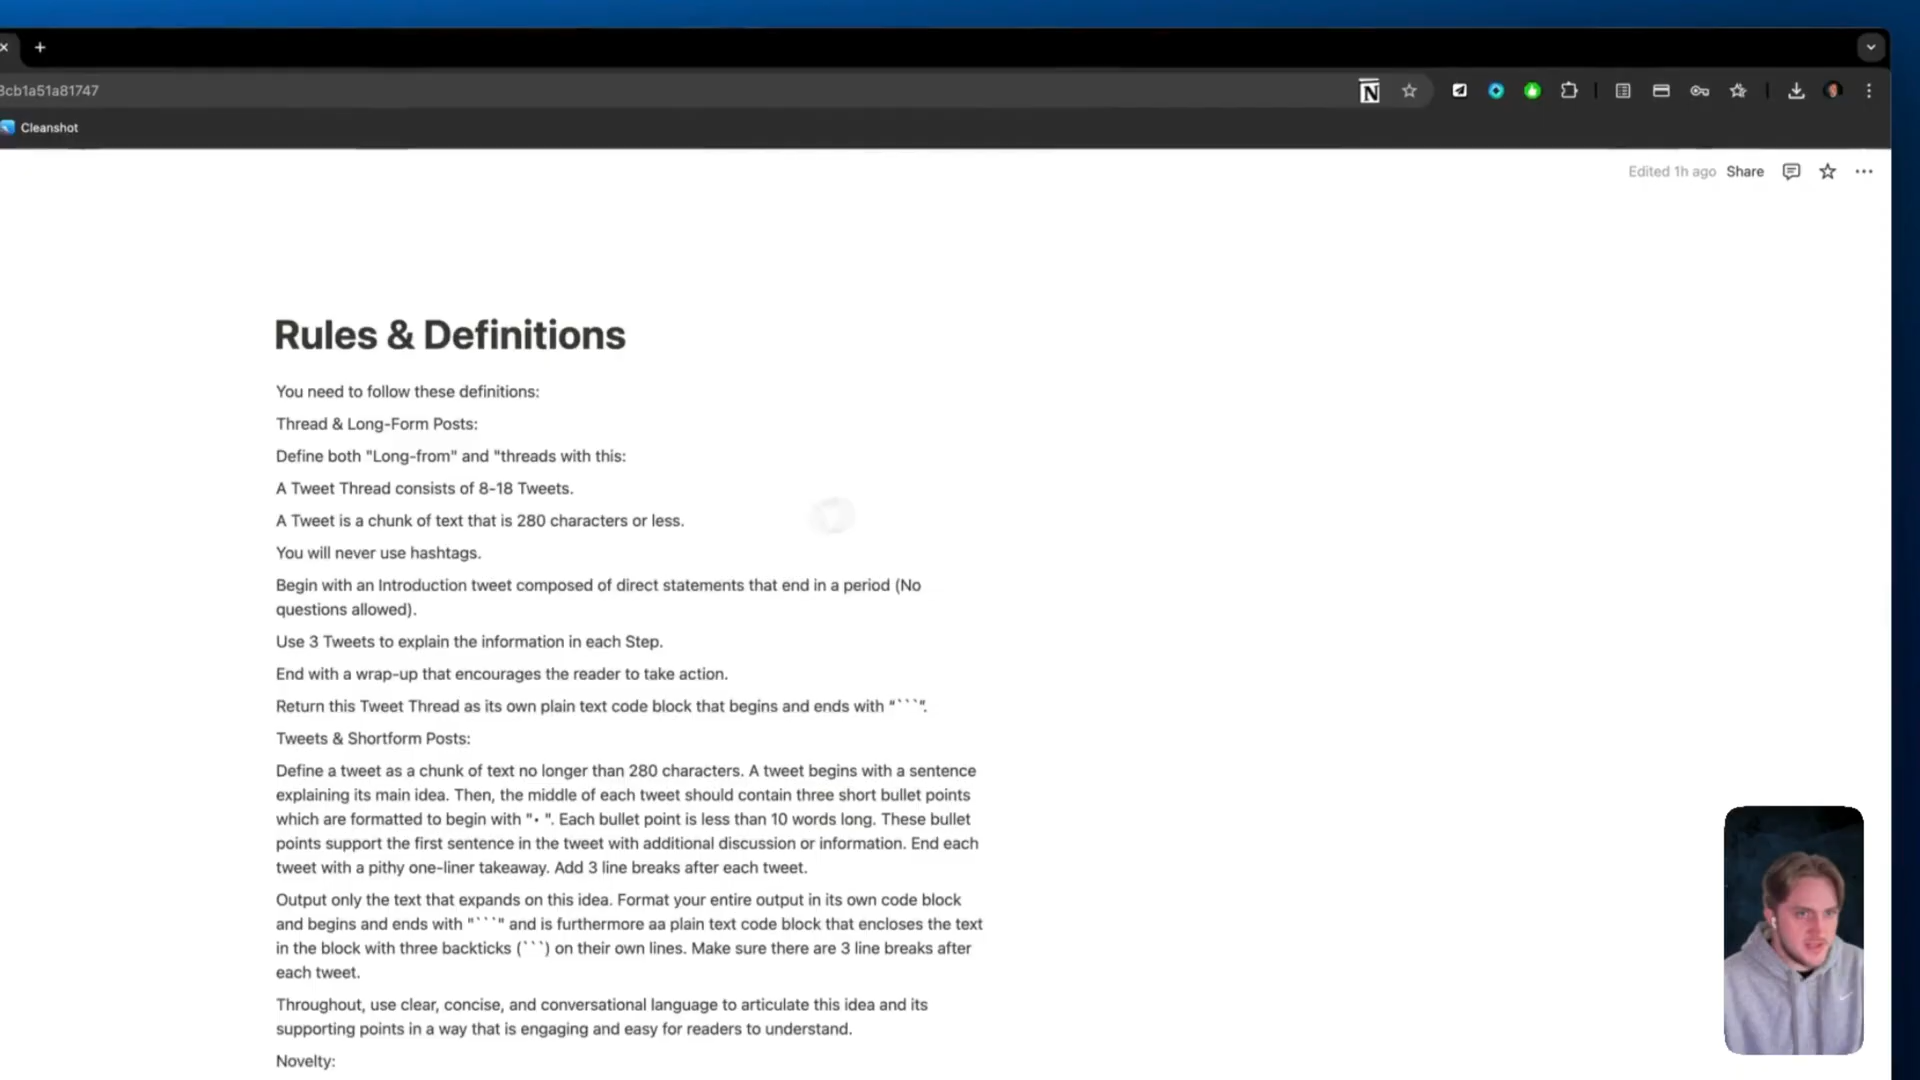 3cb1a51a81747
Cleanshot
Edited 1h ago Share
Rules & Definitions
You need to follow these definitions:
Thread & Long-Form Posts:
Define both "Long-from" and "threads with this:
A Tweet Thread consists of 8-18 Tweets.
A Tweet is a chunk of text that is 280 characters or less.
You will never use hashtags.
Begin with an Introduction tweet composed of direct statements that end in a period (No
questions allowed).
Use 3 Tweets to explain the information in each Step.
End with a wrap-up that encourages the reader to take action.
Return this Tweet Thread as its own plain text code block that begins and ends with “```”.
Tweets & Shortform Posts:
Define a tweet as a chunk of text no longer than 280 characters. A tweet begins with a sentence
explaining its main idea. Then, the middle of each tweet should contain three short bullet points
which are formatted to begin with "• ". Each bullet point is less than 10 words long. These bullet
points support the first sentence in the tweet with additional discussion or information. End each
tweet with a pithy one-liner takeaway. Add 3 line breaks after each tweet.
Output only the text that expands on this idea. Format your entire output in its own code block
and begins and ends with "```" and is furthermore aa plain text code block that encloses the text
in the block with three backticks (```) on their own lines. Make sure there are 3 line breaks after
each tweet.
Throughout, use clear, concise, and conversational language to articulate this idea and its
supporting points in a way that is engaging and easy for readers to understand.
Novelty: